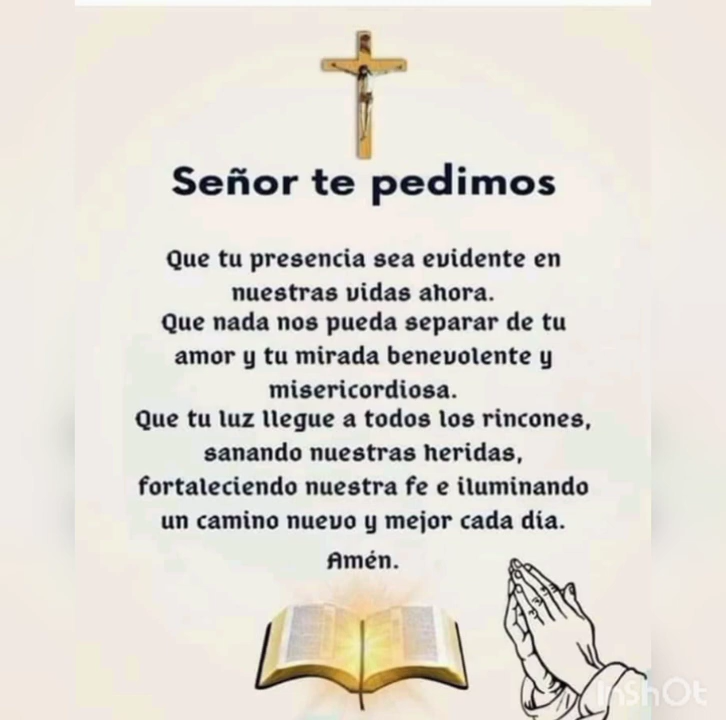 Señor te pedimos
Que tu presencia sea evidente en
nuestras vidas ahora.
Que nada nos pueda separar de tu
amor y tu mirada benevolente y
misericordiosa.
Que tu luz llegue a todos los rincones,
sanando nuestras heridas,
fortaleciendo nuestra fe e iluminando
un camino nuevo y mejor cada día.
Amén.
InShOt